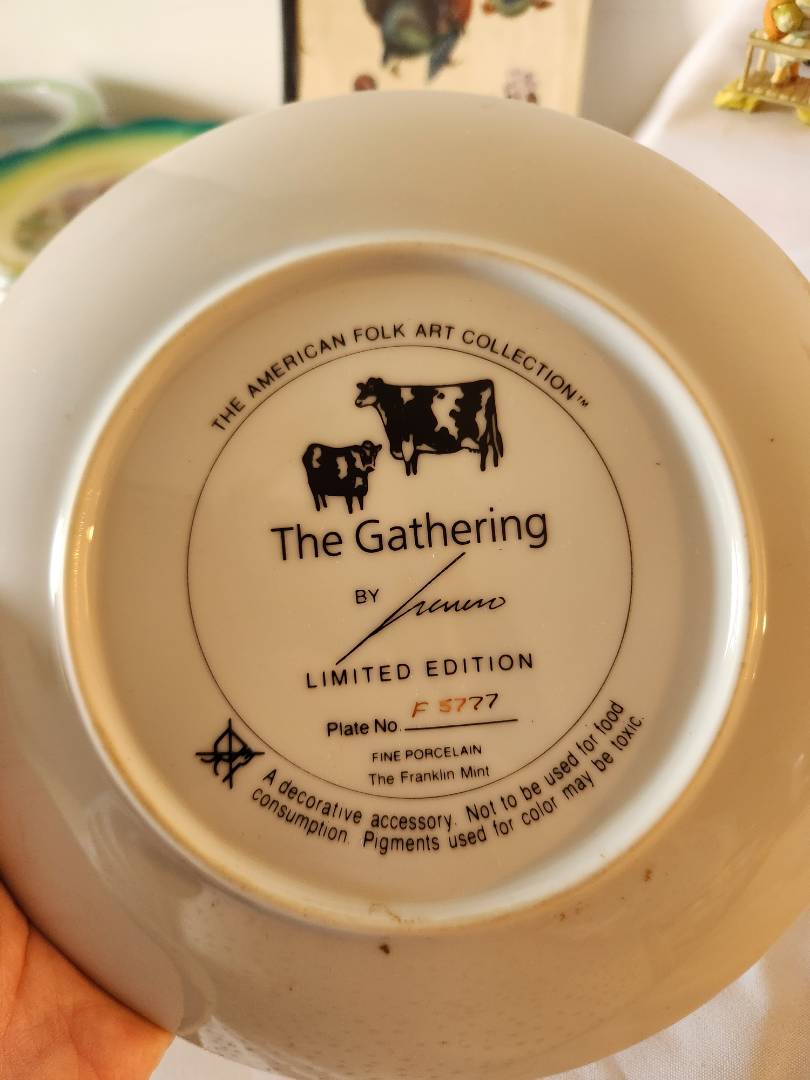 THE AMERICAN FOLK ART COLLECTION™
The Gathering
BY
LIMITED EDITION
Plate No. F 5777
FINE PORCELAIN
The Franklin Mint
A decorative accessory. Not to be used for food
consumption. Pigments used for color may be toxic.